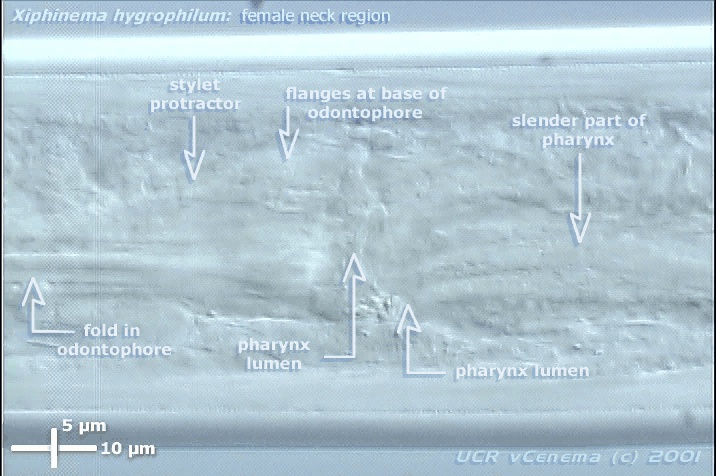 Xiphinema hygrophilum: female neck region
stylet
protractor
flanges at base of
odontophore
slender part of
pharynx
fold in
odontophore
pharynx
lumen
pharynx lumen
5 µm
10 µm
UCR vCenema (c) 2001